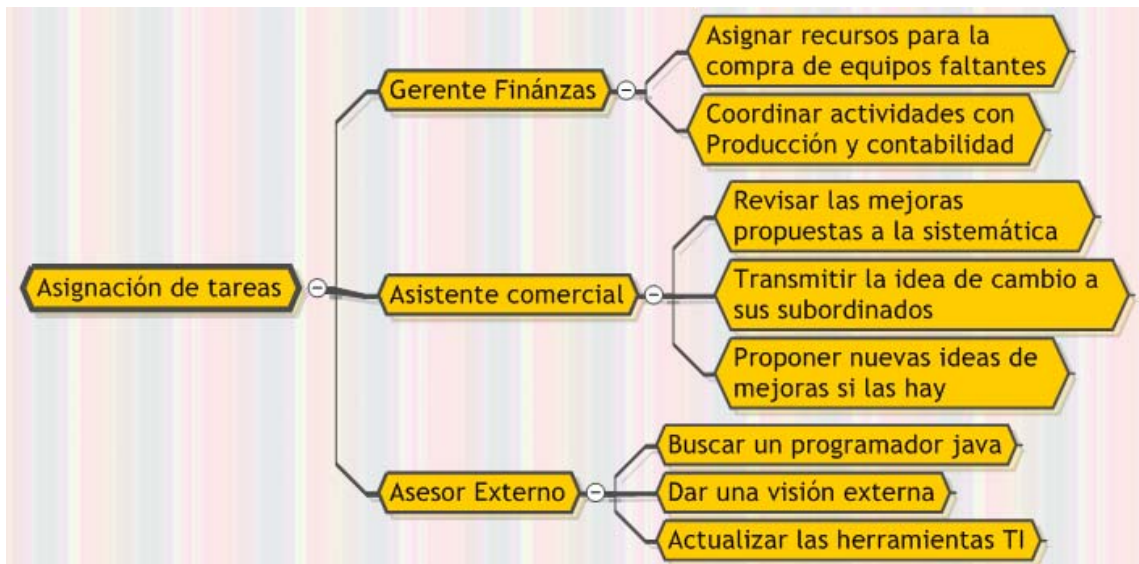 Asignación de tareas
Gerente Finánzas
Asignar recursos para la
compra de equipos faltantes
Coordinar actividades con
Producción y contabilidad
Asistente comercial
Revisar las mejoras
propuestas a la sistemática
Transmitir la idea de cambio a
sus subordinados
Proponer nuevas ideas de
mejoras si las hay
Asesor Externo
Buscar un programador java
Dar una visión externa
Actualizar las herramientas TI